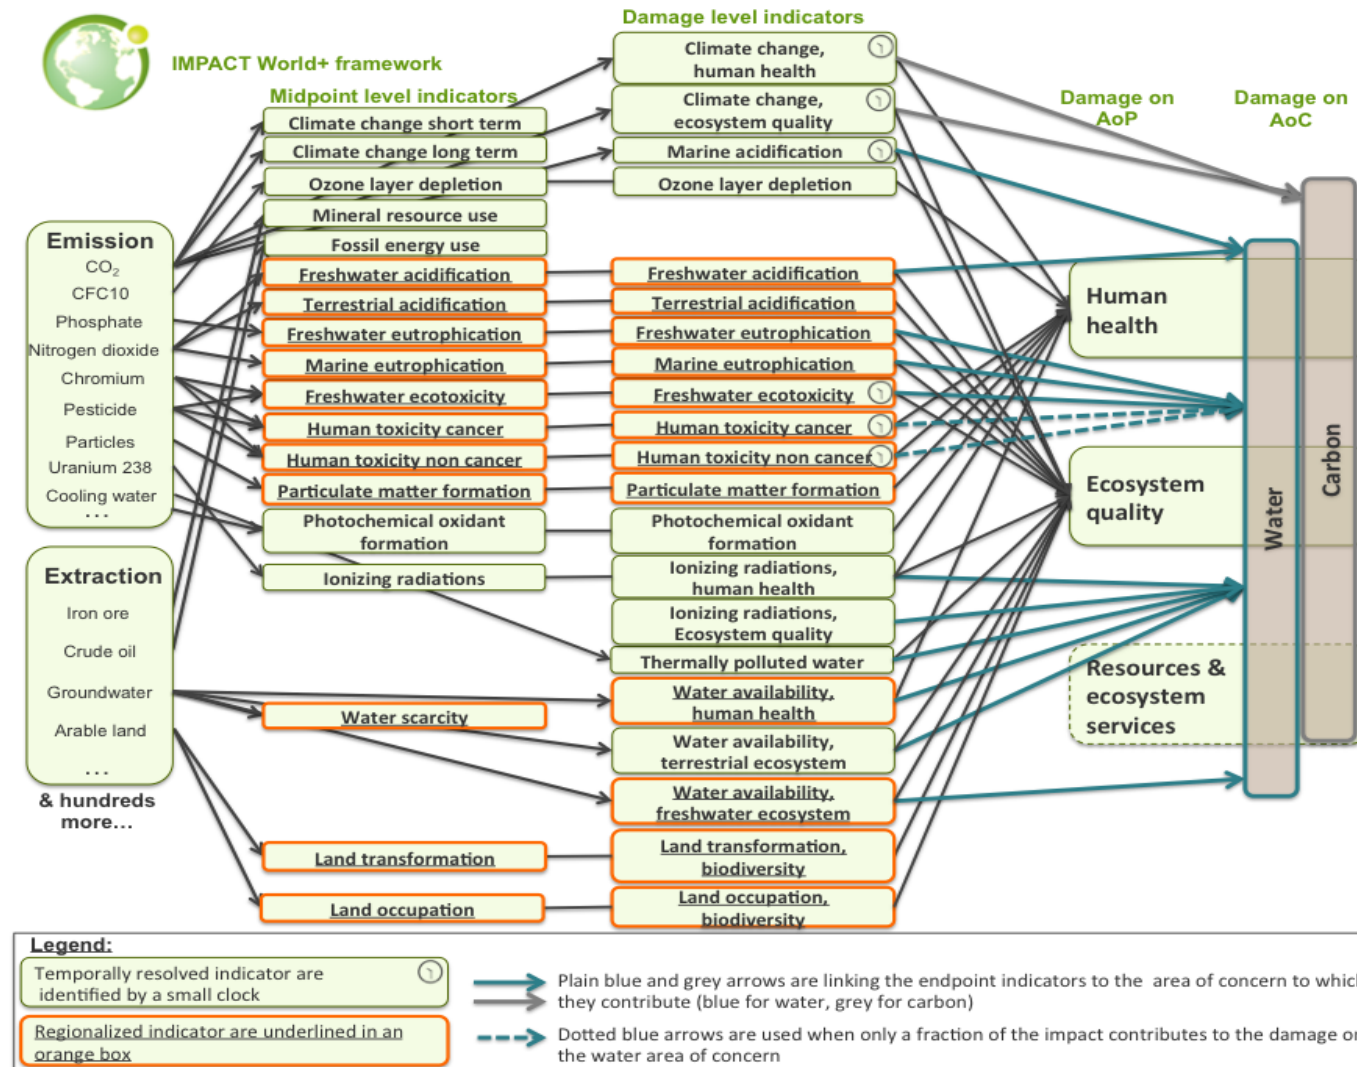 IMPACT World+ framework
Midpoint level indicators
Damage level indicators
Damage on
AoP
Damage on
AoC
Emission
CO₂
CFC10
Phosphate
Nitrogen dioxide
Chromium
Pesticide
Particles
Uranium 238
Cooling water
...
Extraction
Iron ore
Crude oil
Groundwater
Arable land
...
& hundreds
more...
Climate change short term
Climate change long term
Ozone layer depletion
Mineral resource use
Fossil energy use
Freshwater acidification
Terrestrial acidification
Freshwater eutrophication
Marine eutrophication
Freshwater ecotoxicity
Human toxicity cancer
Human toxicity non cancer
Particulate matter formation
Photochemical oxidant
formation
Ionizing radiations
Water scarcity
Land transformation
Land occupation
Climate change,
human health
Climate change,
ecosystem quality
Marine acidification
Ozone layer depletion
Freshwater acidification
Terrestrial acidification
Freshwater eutrophication
Marine eutrophication
Freshwater ecotoxicity
Human toxicity cancer
Human toxicity non cancer
Particulate matter formation
Photochemical oxidant
formation
Ionizing radiations,
human health
Ionizing radiations,
Ecosystem quality
Thermally polluted water
Water availability,
human health
Water availability,
terrestrial ecosystem
Water availability,
freshwater ecosystem
Land transformation,
biodiversity
Land occupation,
biodiversity
Human
health
Ecosystem
quality
Resources &
ecosystem
services
Water
Carbon
Legend:
Temporally resolved indicator are
identified by a small clock
Regionalized indicator are underlined in an
orange box
Plain blue and grey arrows are linking the endpoint indicators to the area of concern to which
they contribute (blue for water, grey for carbon)
Dotted blue arrows are used when only a fraction of the impact contributes to the damage on
the water area of concern